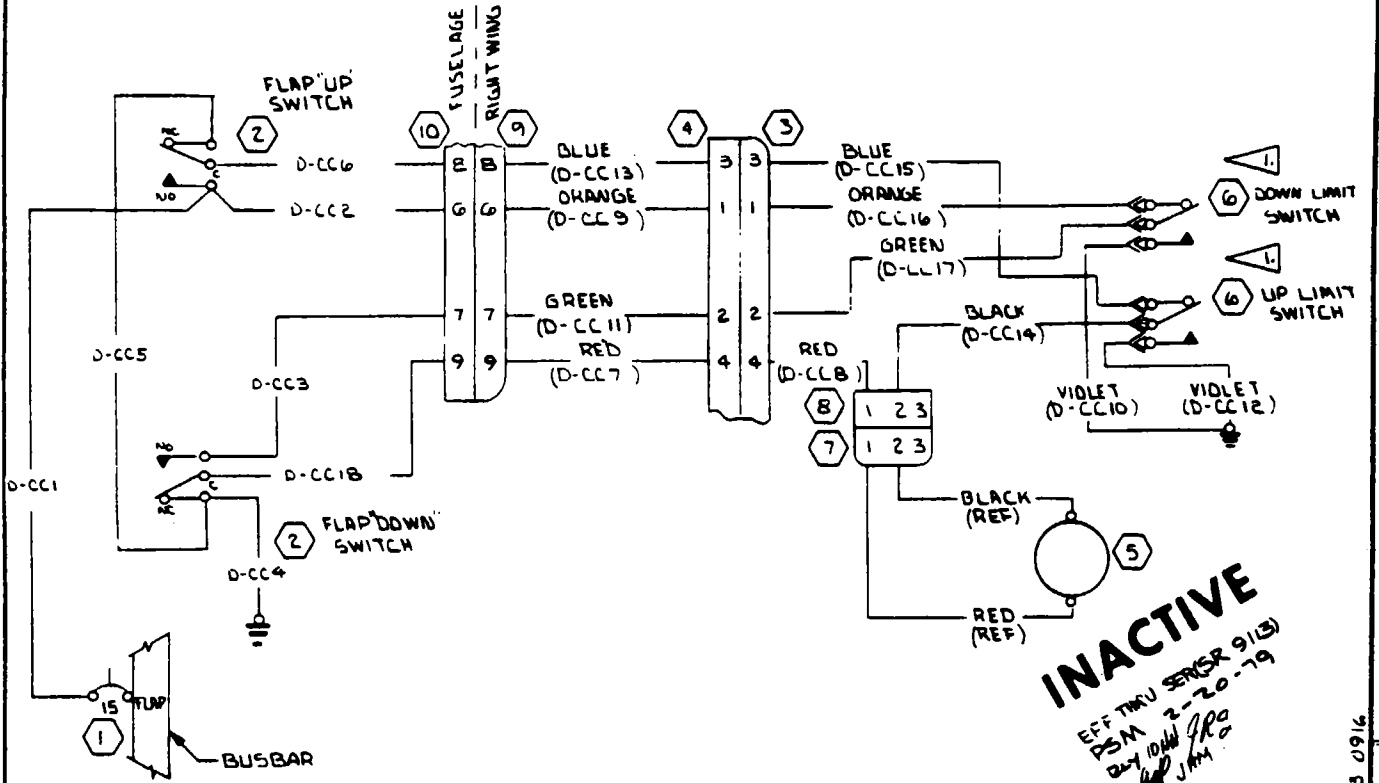 FUSELAGE
RIGHT WING
FLAP "UP"
SWITCH
2
10
9
4
3
NC
C
NO
D-CC6
8 8
BLUE
(D-CC13)
3 3
BLUE
(D-CC15)
1.
D-CC2
6 6
ORANGE
(D-CC9)
1 1
ORANGE
(D-CC16)
6
DOWN LIMIT
SWITCH
GREEN
(D-CC17)
1.
6
UP LIMIT
SWITCH
7 7
GREEN
(D-CC11)
2 2
BLACK
(D-CC14)
D-CC5
D-CC3
9 9
RED
(D-CC7)
4 4
RED
(D-CC8)
VIOLET
(D-CC10)
VIOLET
(D-CC12)
8
1 2 3
7
1 2 3
NO
D-CC1
D-CC18
C
2
FLAP "DOWN"
SWITCH
D-CC4
BLACK
(REF)
5
RED
(REF)
15
FLAP
1
BUSBAR
INACTIVE
EFF THRU SER(SR 9113)
DSM 2-20-79
0916